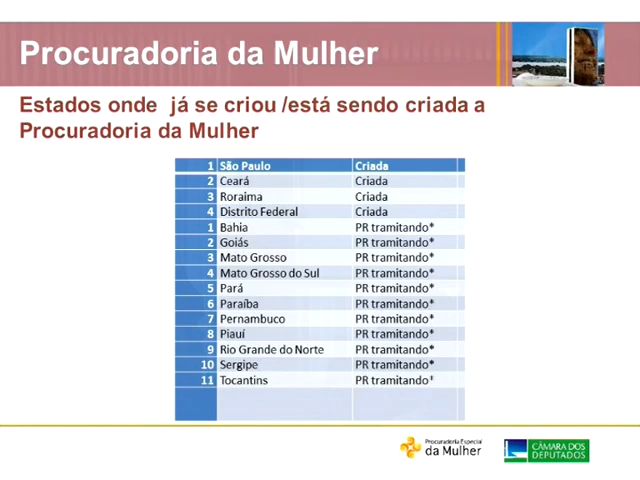 Procuradoria da Mulher
Estados onde já se criou /está sendo criada a
Procuradoria da Mulher
1 São Paulo Criada
2 Ceará Criada
3 Roraima Criada
4 Distrito Federal Criada
1 Bahia PR tramitando*
2 Goiás PR tramitando*
3 Mato Grosso PR tramitando*
4 Mato Grosso do Sul PR tramitando*
5 Pará PR tramitando*
6 Paraíba PR tramitando*
7 Pernambuco PR tramitando*
8 Piauí PR tramitando*
9 Rio Grande do Norte PR tramitando*
10 Sergipe PR tramitando*
11 Tocantins PR tramitando*
Procuradoria Especial
da Mulher
CÂMARA DOS
DEPUTADOS